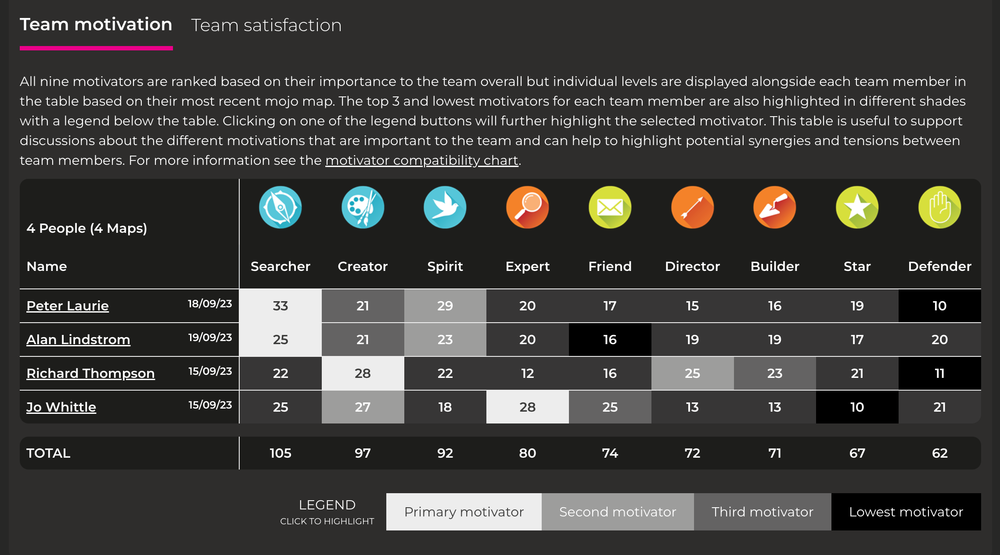 Team motivation Team satisfaction
All nine motivators are ranked based on their importance to the team overall but individual levels are displayed alongside each team member in
the table based on their most recent mojo map. The top 3 and lowest motivators for each team member are also highlighted in different shades
with a legend below the table. Clicking on one of the legend buttons will further highlight the selected motivator. This table is useful to support
discussions about the different motivations that are important to the team and can help to highlight potential synergies and tensions between
team members. For more information see the motivator compatibility chart.
4 People (4 Maps)
Name Searcher Creator Spirit Expert Friend Director Builder Star Defender
Peter Laurie 18/09/23 33 21 29 20 17 15 16 19 10
Alan Lindstrom 19/09/23 25 21 23 20 16 19 19 17 20
Richard Thompson 15/09/23 22 28 22 12 16 25 23 21 11
Jo Whittle 15/09/23 25 27 18 28 25 13 13 10 21
TOTAL 105 97 92 80 74 72 71 67 62
LEGEND
CLICK TO HIGHLIGHT
Primary motivator Second motivator Third motivator Lowest motivator